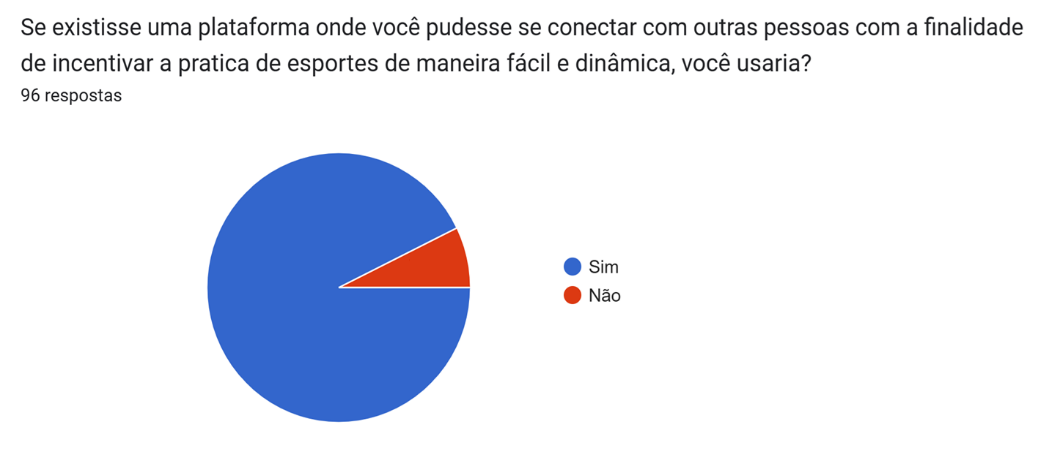 Se existisse uma plataforma onde você pudesse se conectar com outras pessoas com a finalidade
de incentivar a pratica de esportes de maneira fácil e dinâmica, você usaria?
96 respostas
Sim
Não